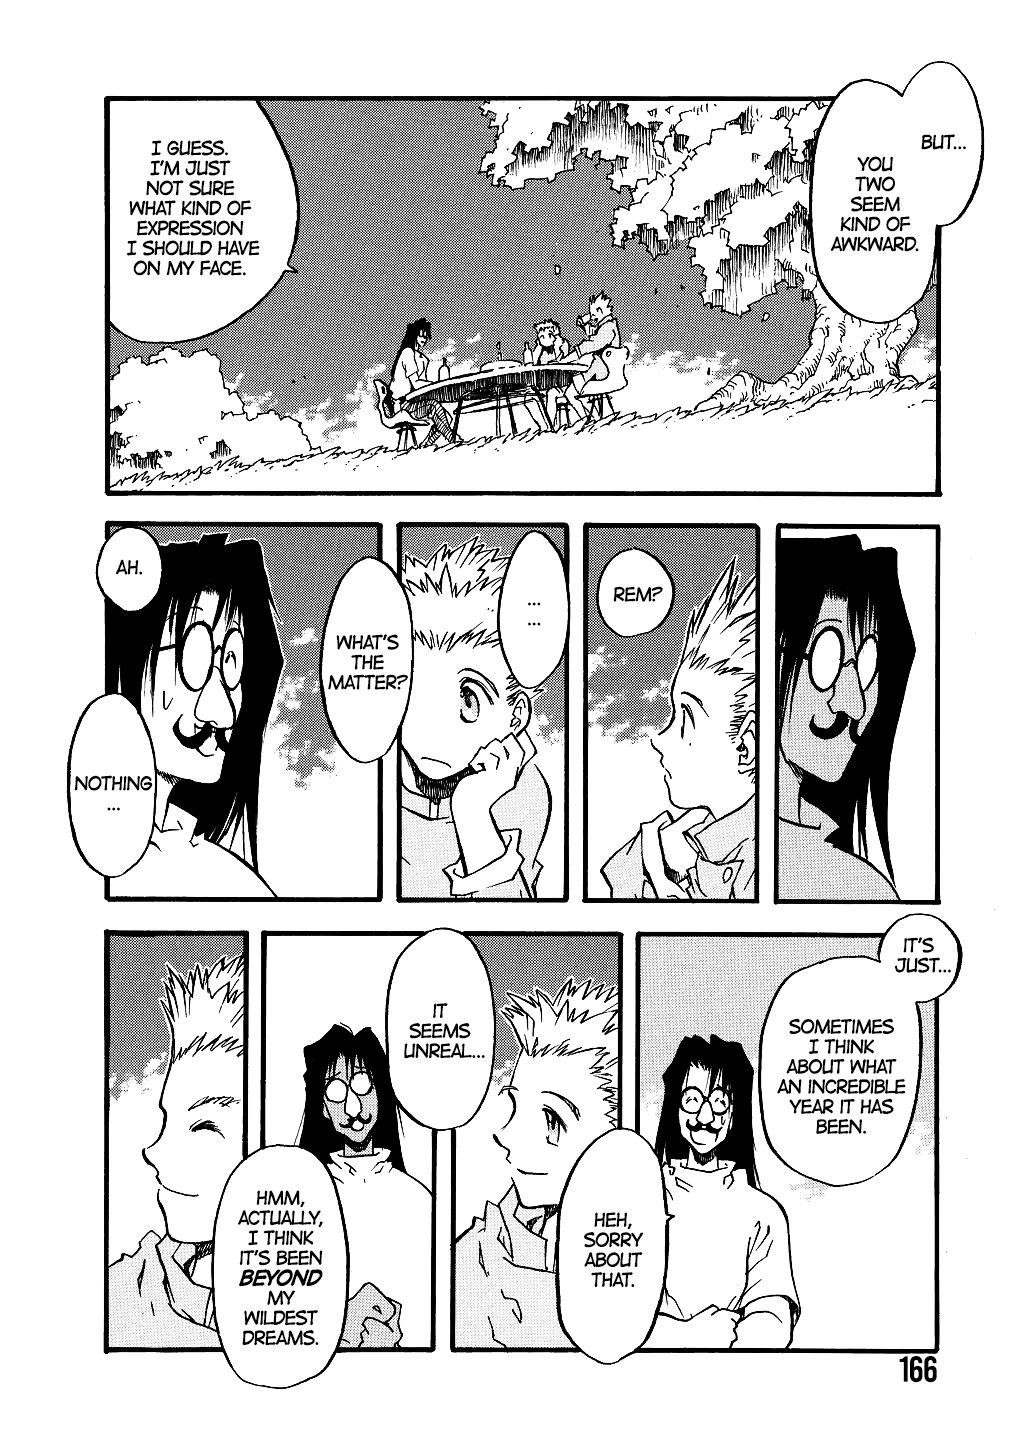 BUT...
YOU
TWO
SEEM
KIND OF
AWKWARD.
I GUESS.
I'M JUST
NOT SURE
WHAT KIND OF
EXPRESSION
I SHOULD HAVE
ON MY FACE.
REM?
...
...
WHAT'S
THE
MATTER?
AH.
NOTHING
...
IT'S
JUST...
SOMETIMES
I THINK
ABOUT WHAT
AN INCREDIBLE
YEAR IT HAS
BEEN.
HEH,
SORRY
ABOUT
THAT.
IT
SEEMS
UNREAL...
HMM,
ACTUALLY,
I THINK
IT'S BEEN
BEYOND
MY
WILDEST
DREAMS.
166